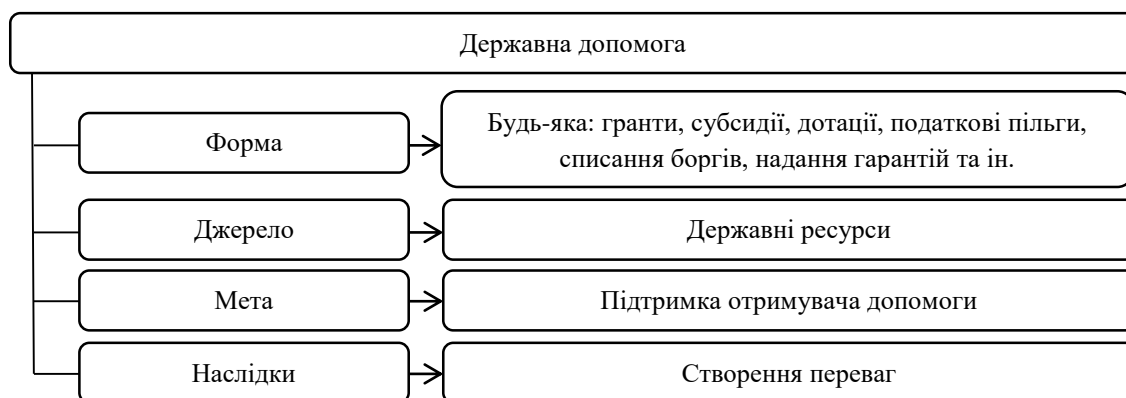 Державна допомога
Форма
Будь-яка: гранти, субсидії, дотації, податкові пільги,
списання боргів, надання гарантій та ін.
Джерело
Державні ресурси
Мета
Підтримка отримувача допомоги
Наслідки
Створення переваг